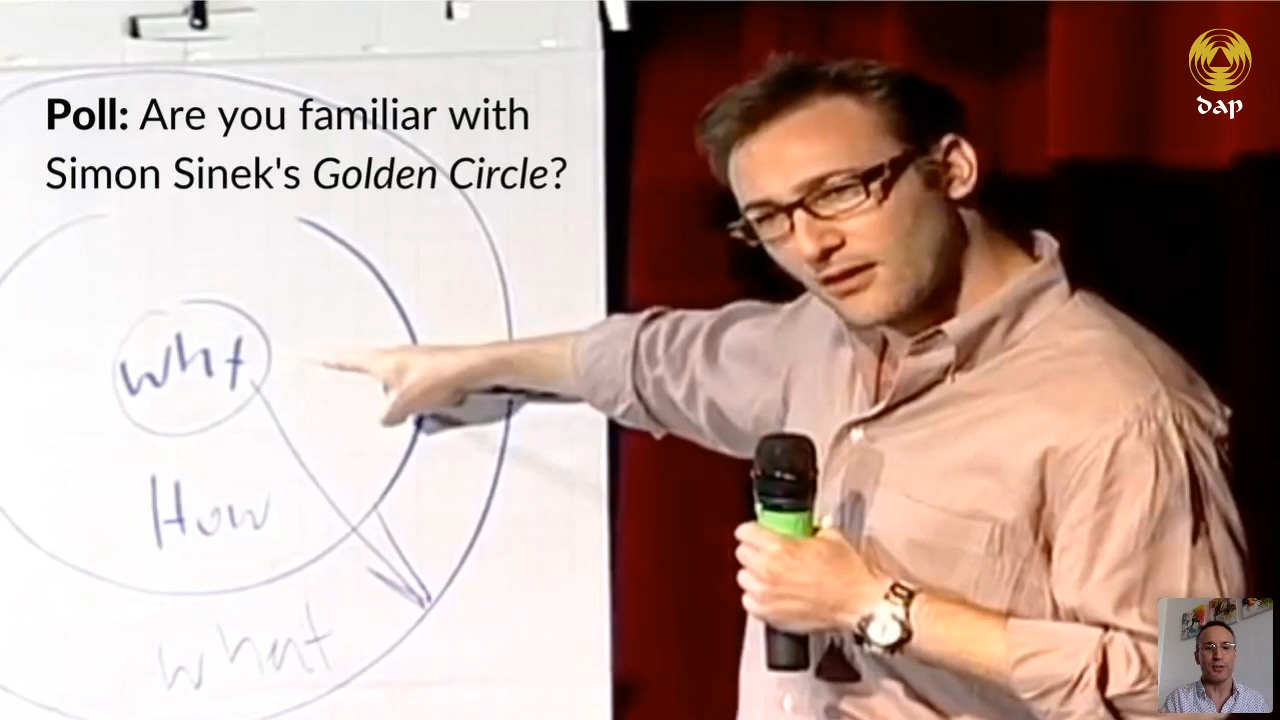 Poll: Are you familiar with
Simon Sinek's Golden Circle?
dap
Why
How
What